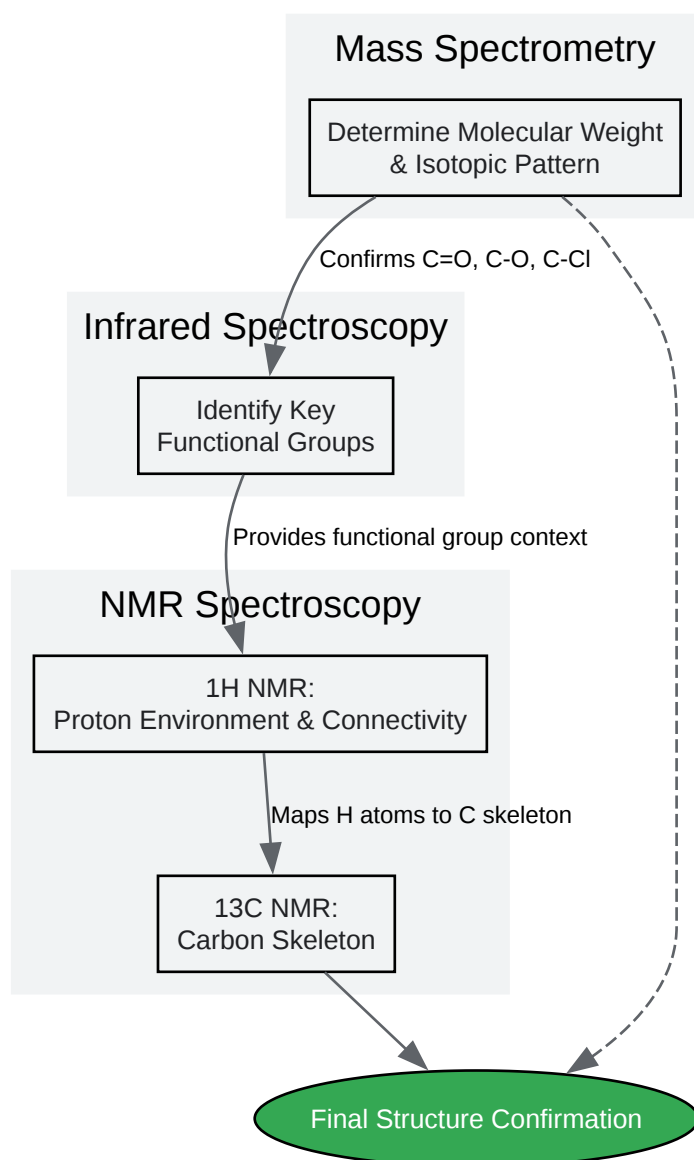 Mass Spectrometry
Determine Molecular Weight
& Isotopic Pattern
Confirms C=O, C-O, C-Cl
Infrared Spectroscopy
Identify Key
Functional Groups
Provides functional group context
NMR Spectroscopy
1H NMR:
Proton Environment & Connectivity
Maps H atoms to C skeleton
13C NMR:
Carbon Skeleton
Final Structure Confirmation